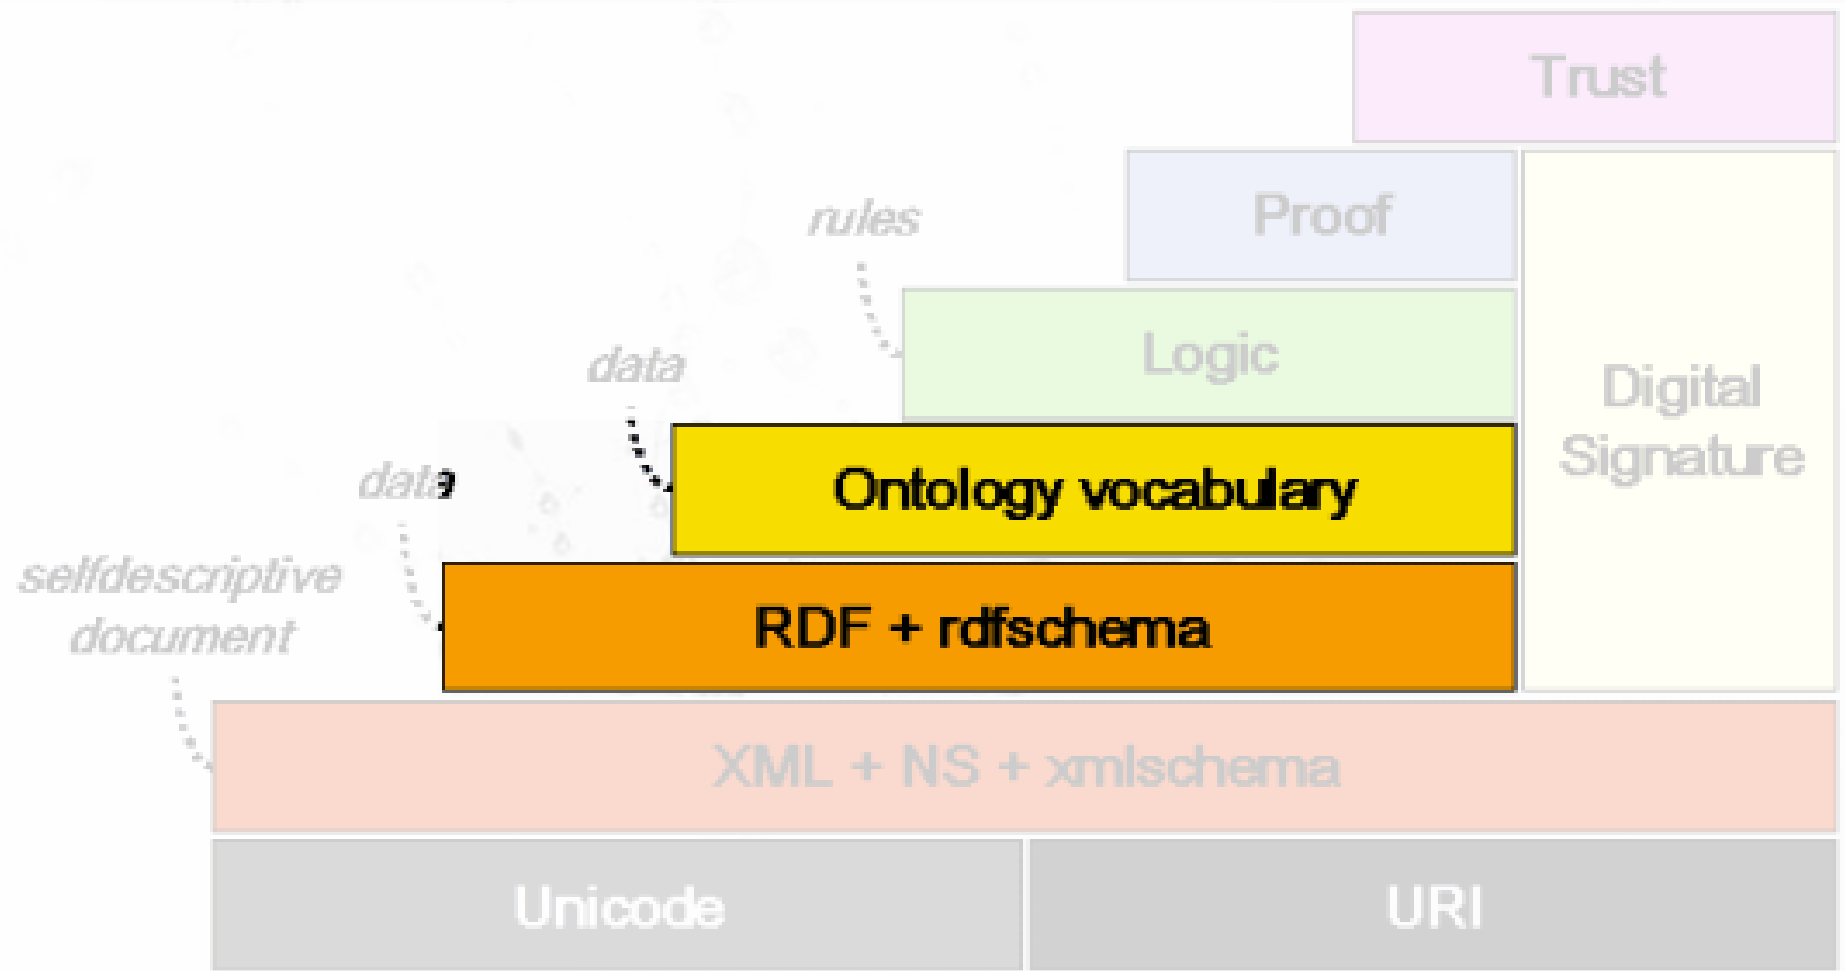 Trust
Proof
rules
Logic
data
Digital
Signature
Ontology vocabulary
data
selfdescriptive
document
RDF + rdfschema
XML + NS + xmlschema
Unicode
URI